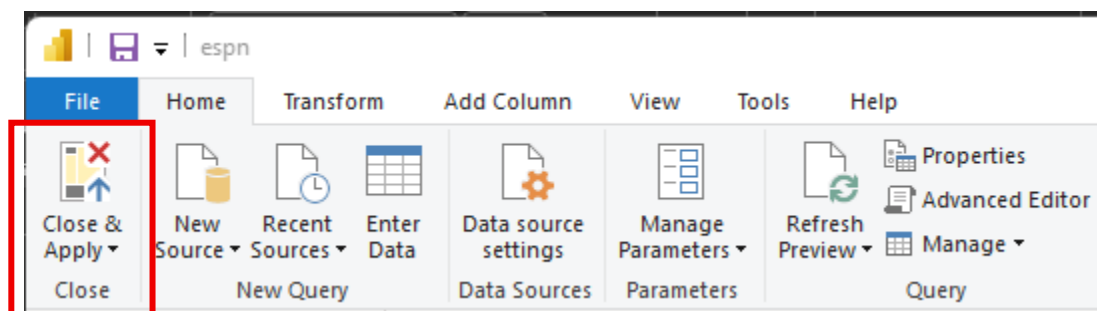 espn
File Home Transform Add Column View Tools Help
Close & Apply
New Source
Recent Sources
Enter Data
Data source settings
Manage Parameters
Refresh Preview
Properties
Advanced Editor
Manage
Close
New Query
Data Sources
Parameters
Query